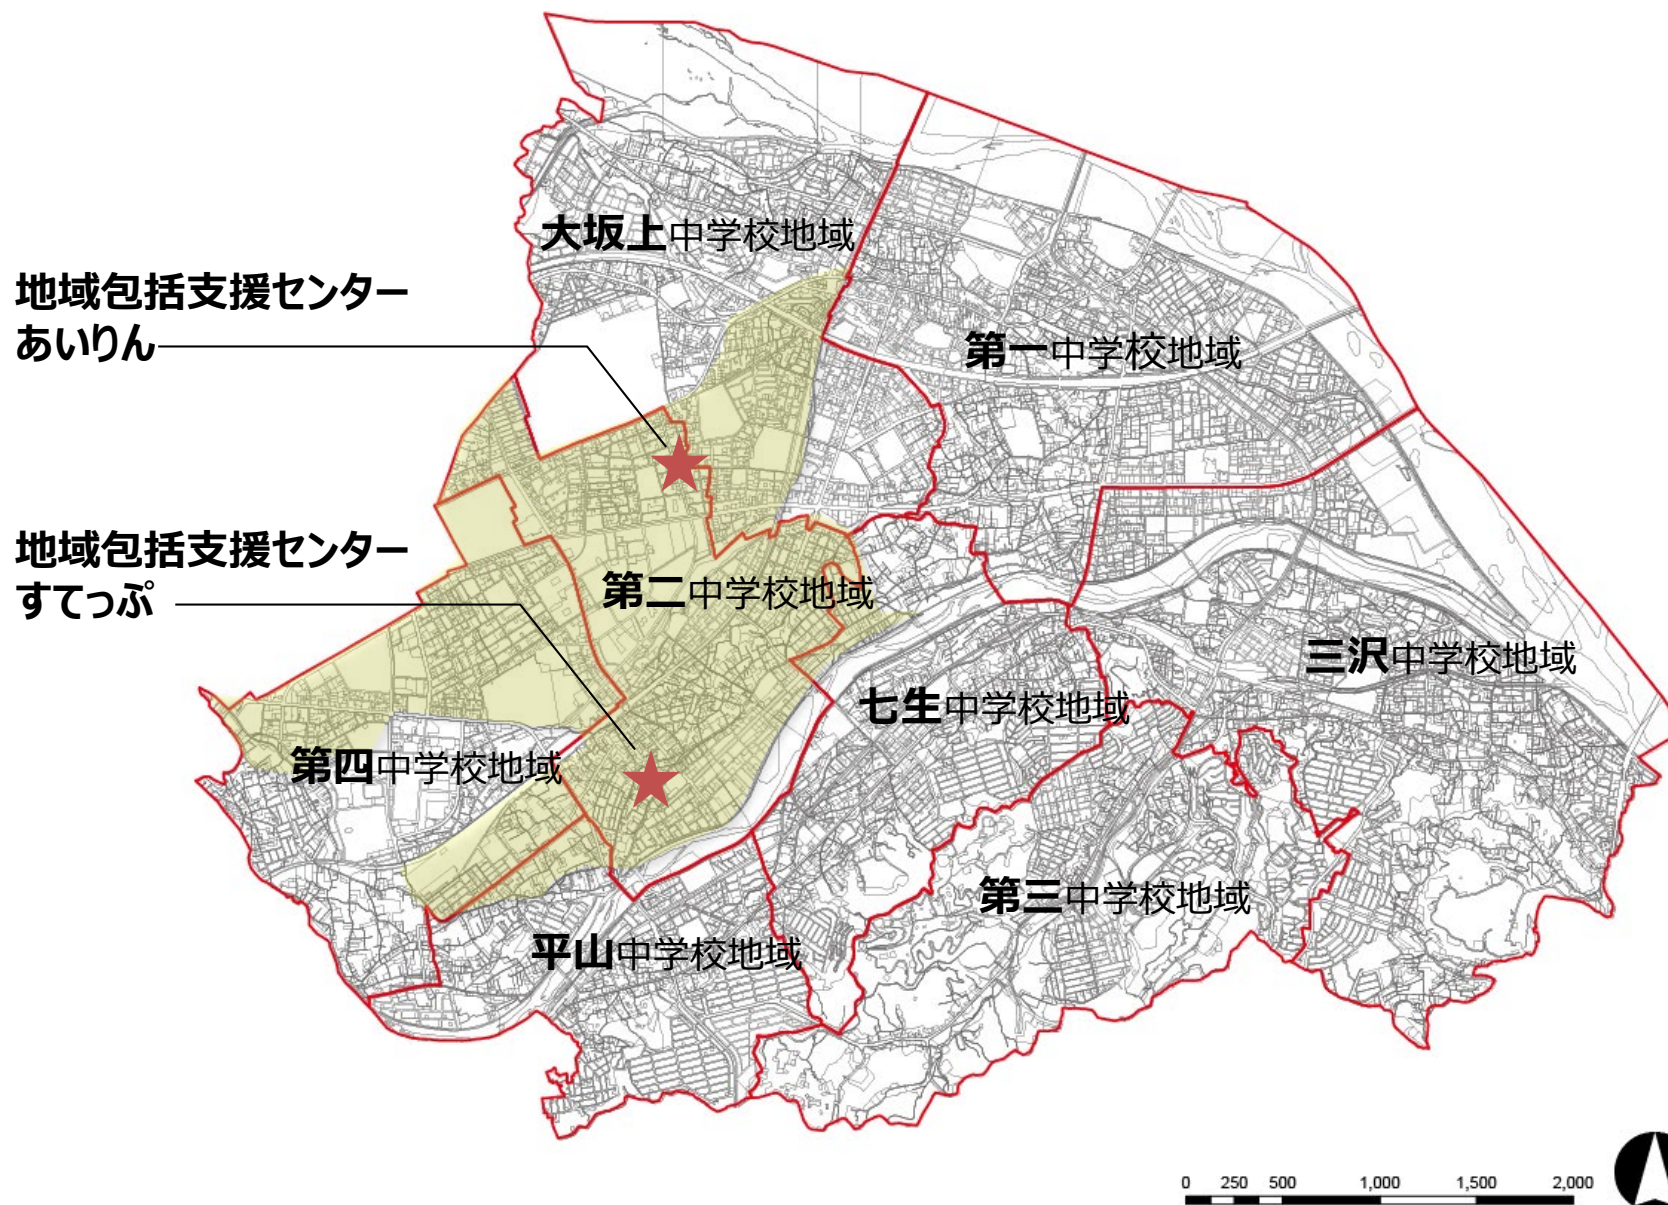 大坂上中学校地域
地域包括支援センター
あいりん
第一中学校地域
地域包括支援センター
すてっぷ
第二中学校地域
三沢中学校地域
七生中学校地域
第四中学校地域
第三中学校地域
平山中学校地域
0 250 500 1,000 1,500 2,000